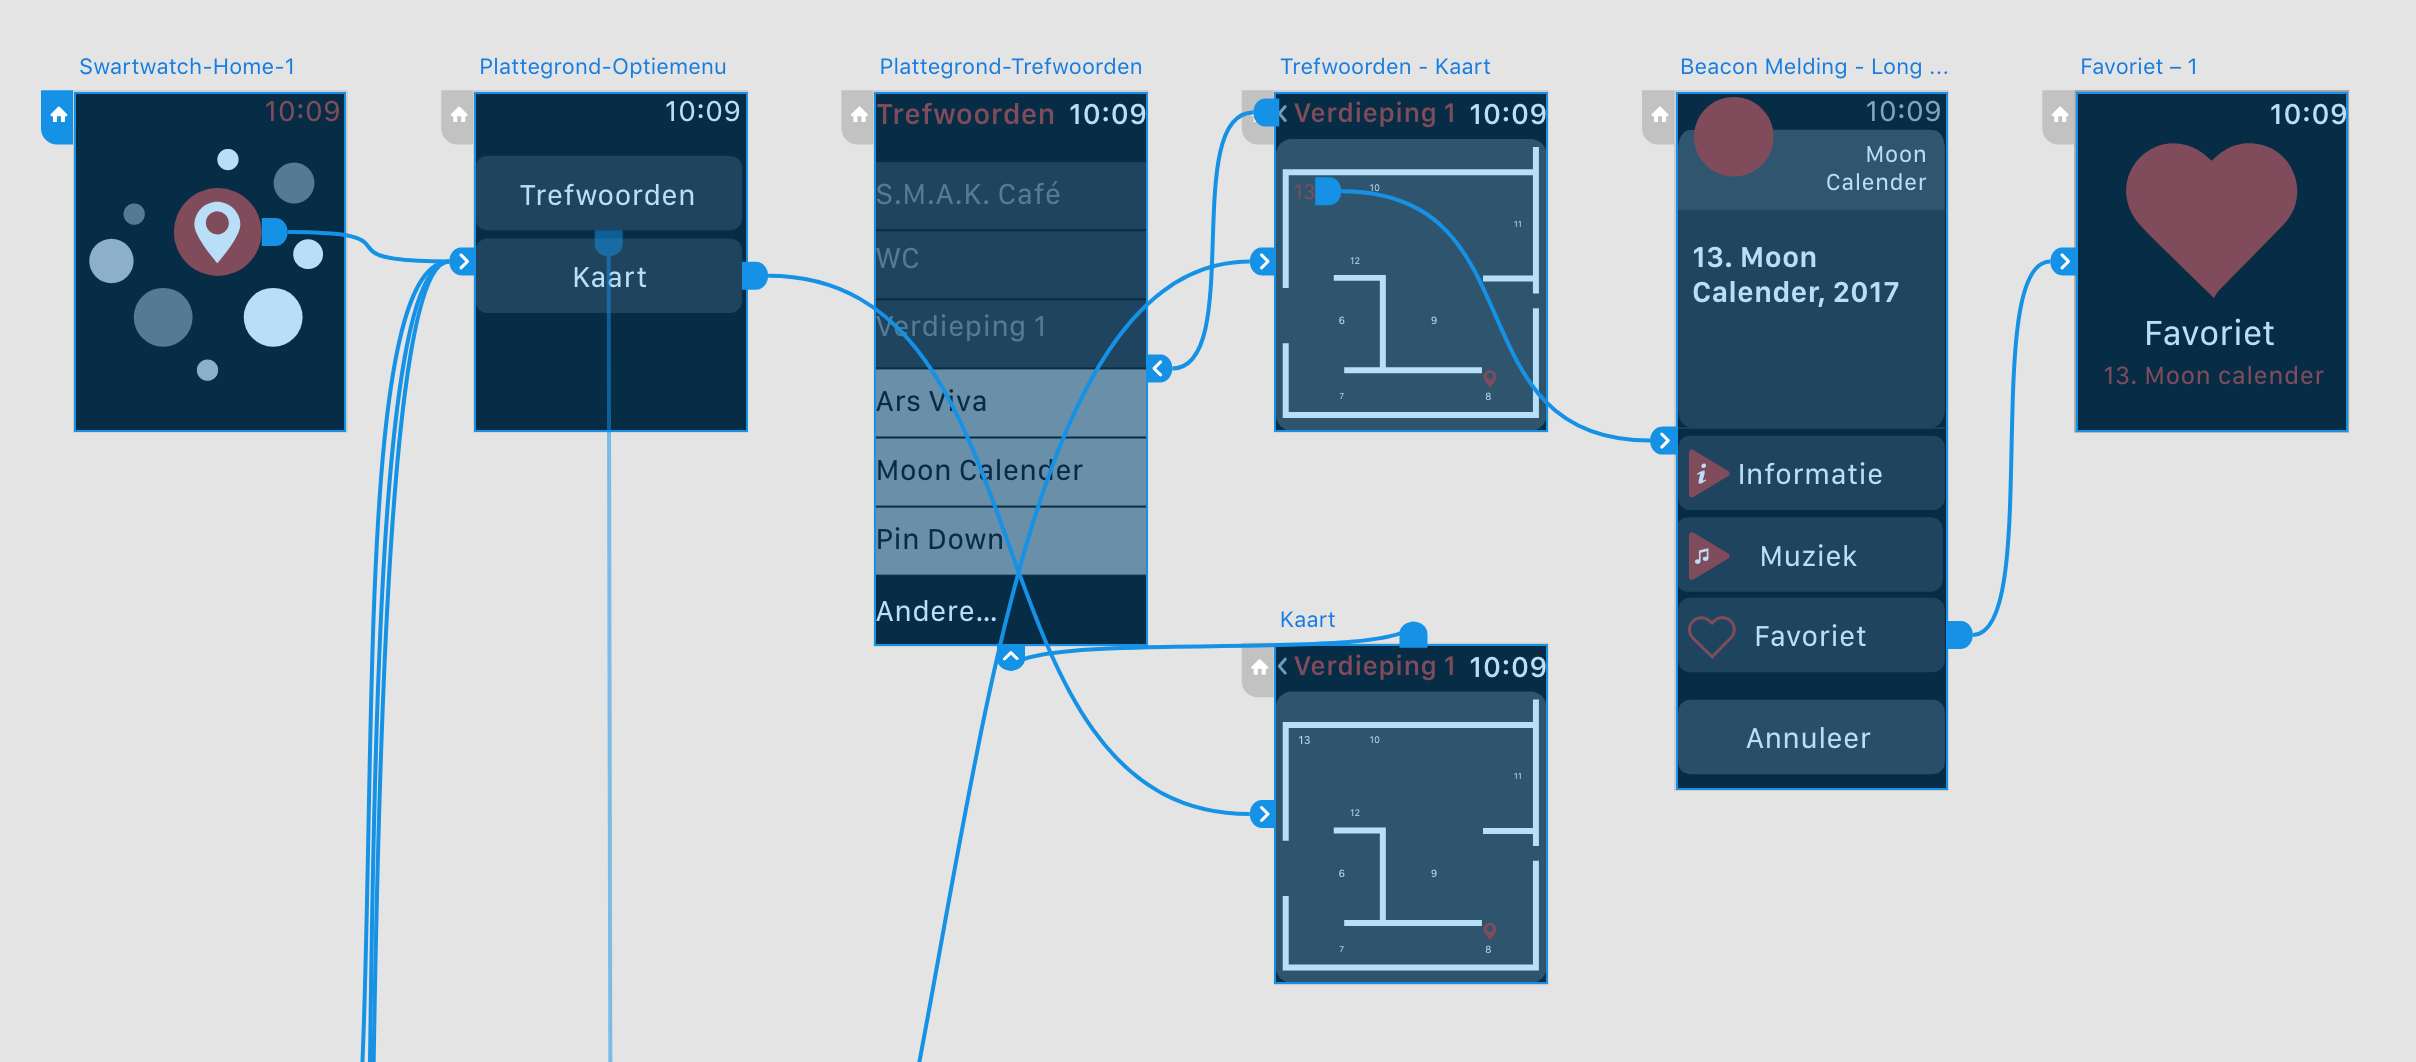 Swartwatch-Home-1
10:09
Plattegrond-Optiemenu
10:09
Trefwoorden
Kaart
Plattegrond-Trefwoorden
Trefwoorden 10:09
S.M.A.K. Café
WC
Verdieping 1
Ars Viva
Moon Calender
Pin Down
Andere...
Trefwoorden - Kaart
Verdieping 1 10:09
13 10
11
12
6 9
7 8
Kaart
Verdieping 1 10:09
13 10
11
12
6 9
7 8
Beacon Melding - Long ...
10:09
Moon
Calender
13. Moon
Calender, 2017
Informatie
Muziek
Favoriet
Annuleer
Favoriet – 1
10:09
Favoriet
13. Moon calender